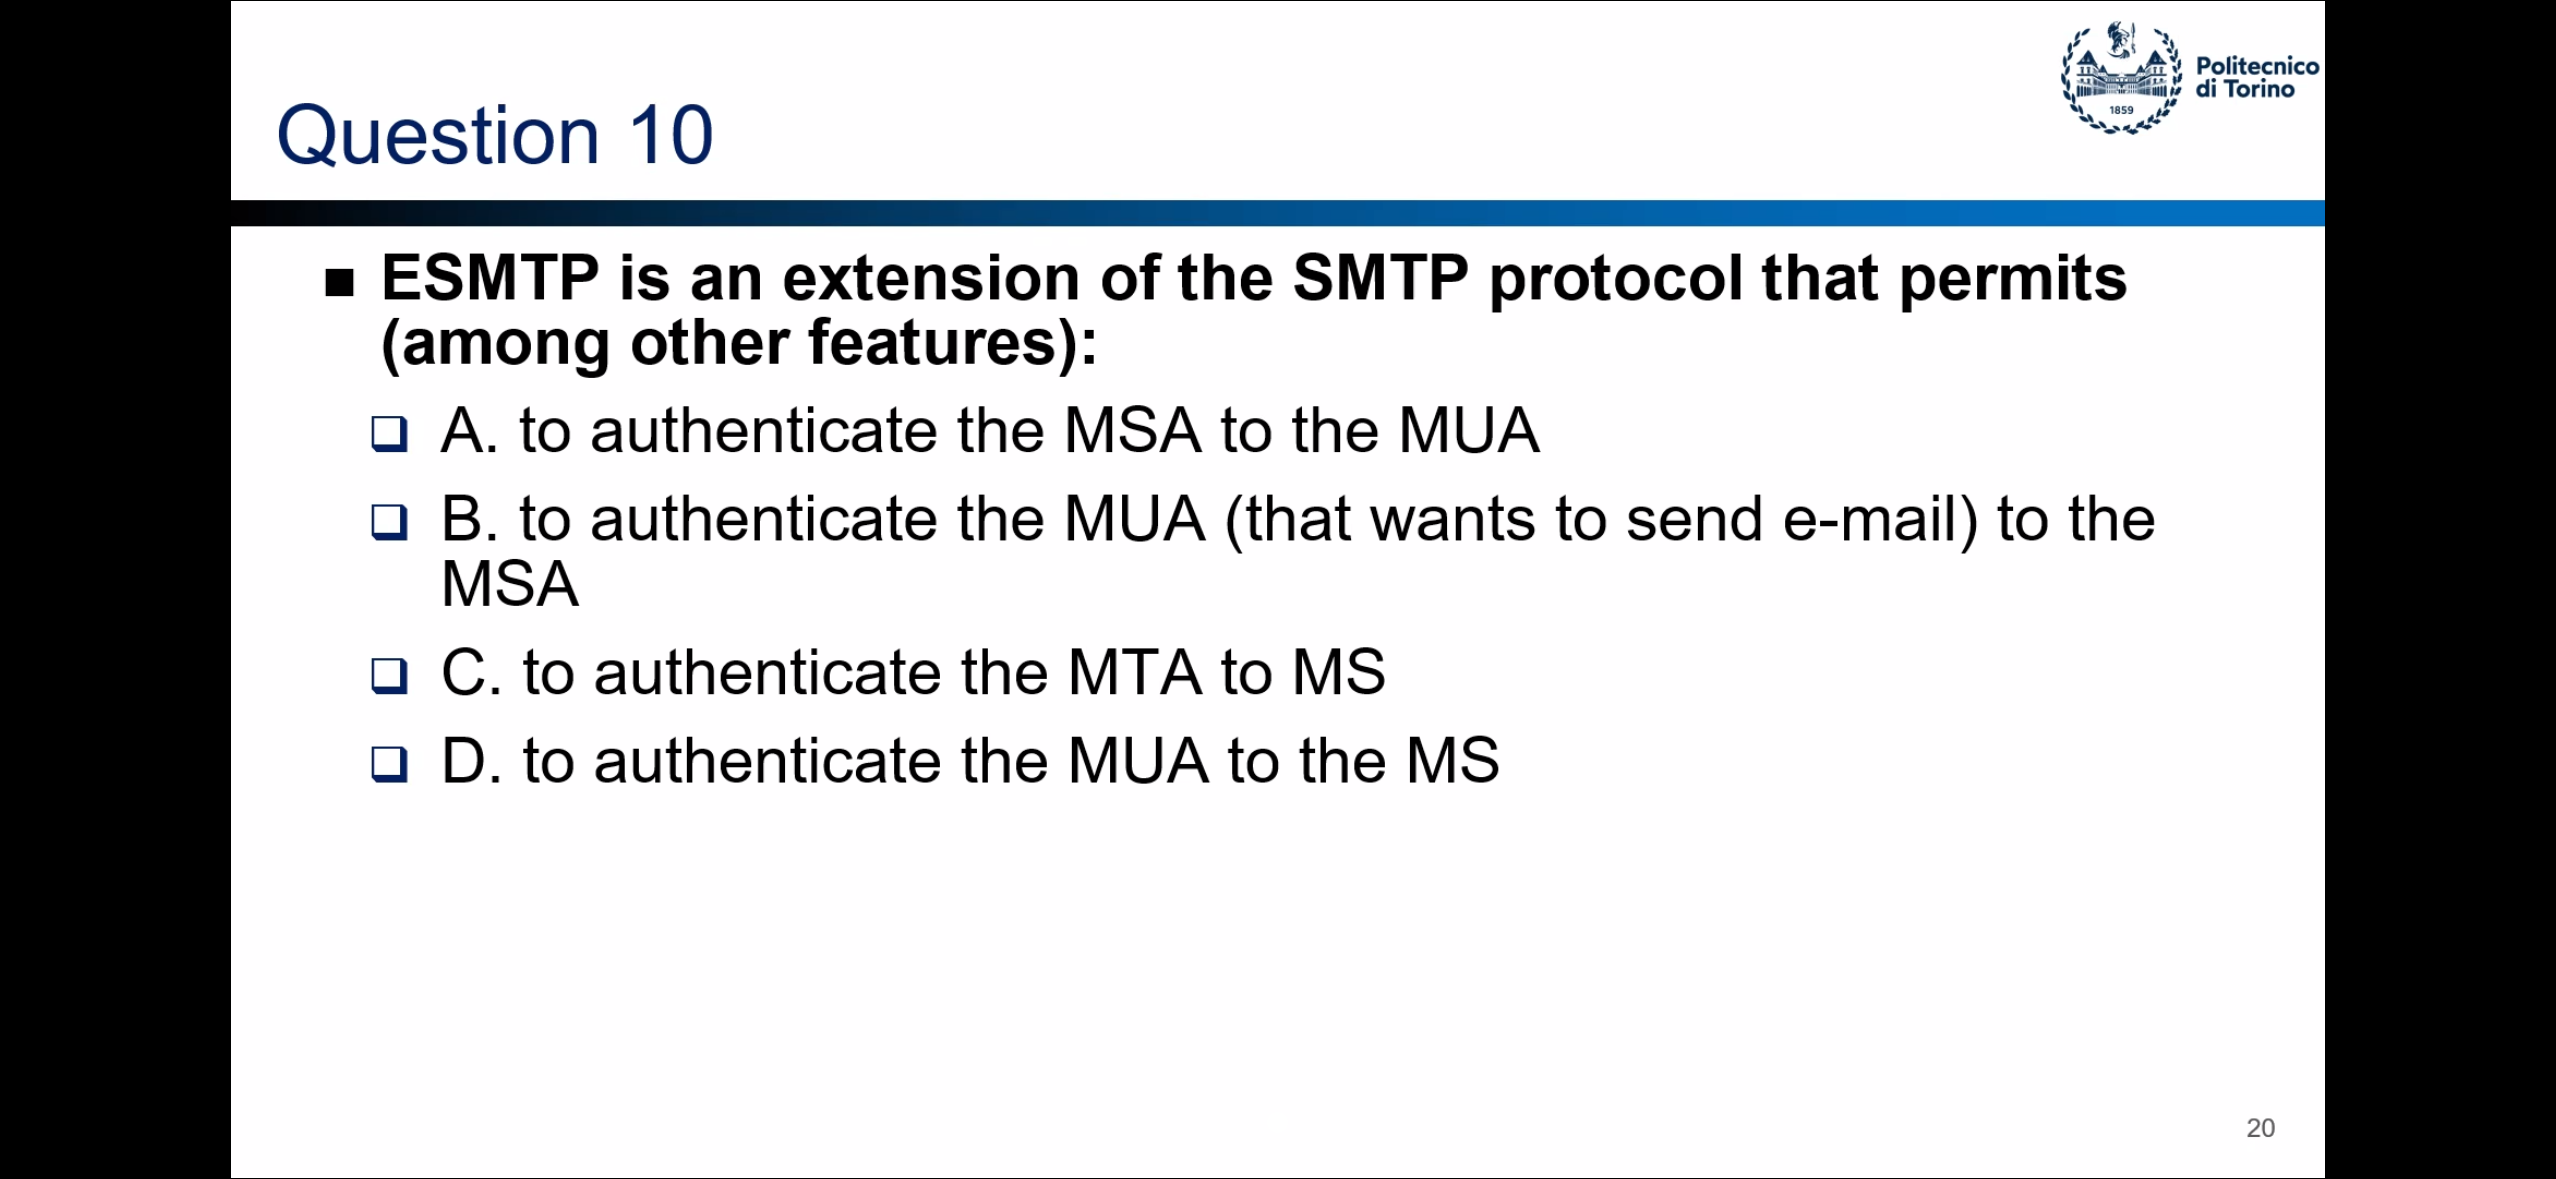 Politecnico
di Torino
1859
Question 10
ESMTP is an extension of the SMTP protocol that permits
(among other features):
A. to authenticate the MSA to the MUA
B. to authenticate the MUA (that wants to send e-mail) to the
MSA
C. to authenticate the MTA to MS
D. to authenticate the MUA to the MS
20